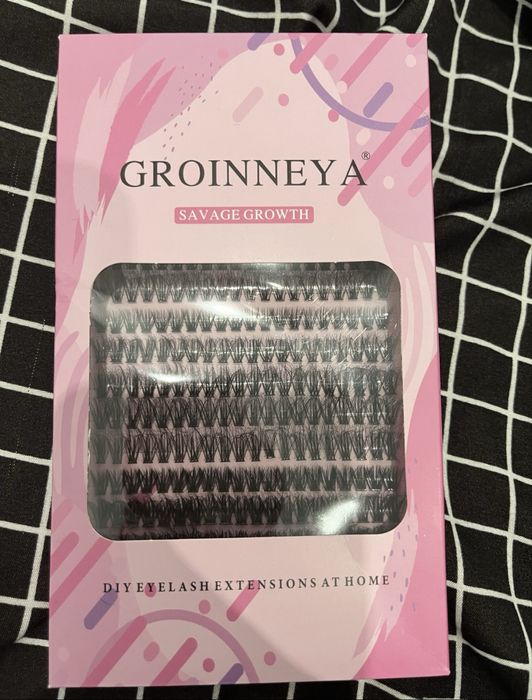 GROINNEYA®
SAVAGE GROWTH
DIY EYELASH EXTENSIONS AT HOME